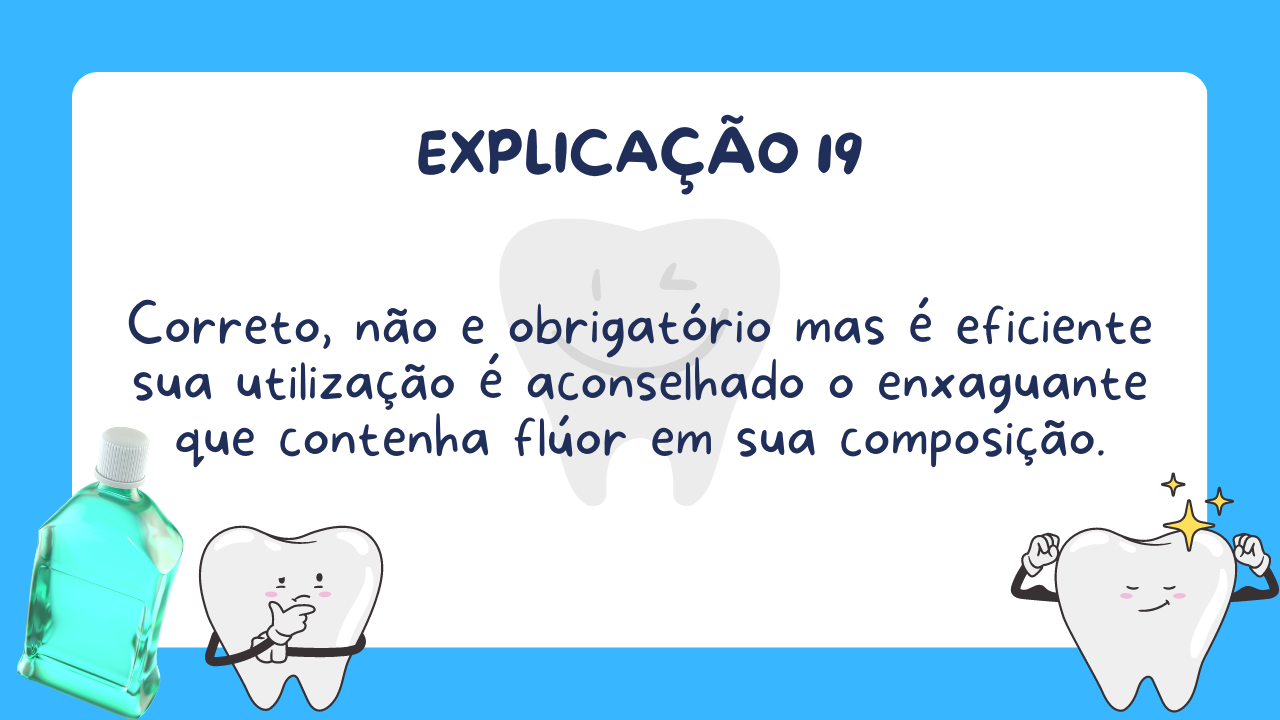 EXPLICAÇÃO 19
Correto, não e obrigatório mas é eficiente
sua utilização é aconselhado o enxaguante
que contenha flúor em sua composição.